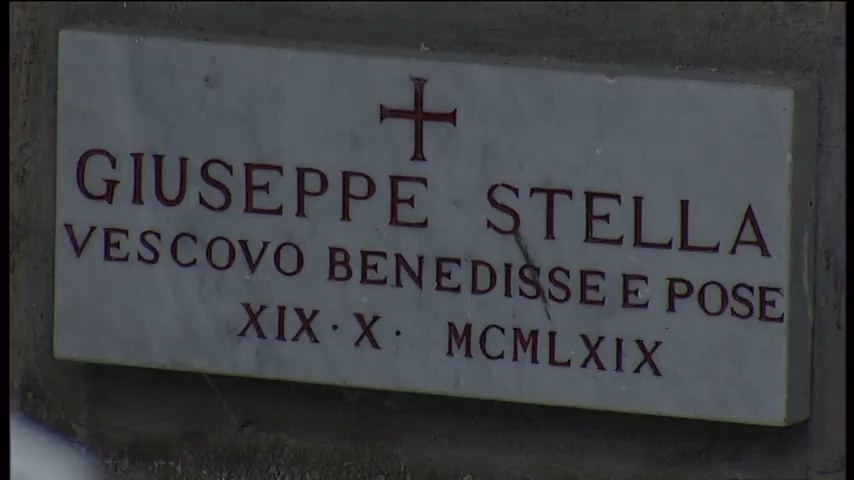 GIUSEPPE STELLA
VESCOVO BENEDISSE E POSE
XIX · X · MCMLXIX